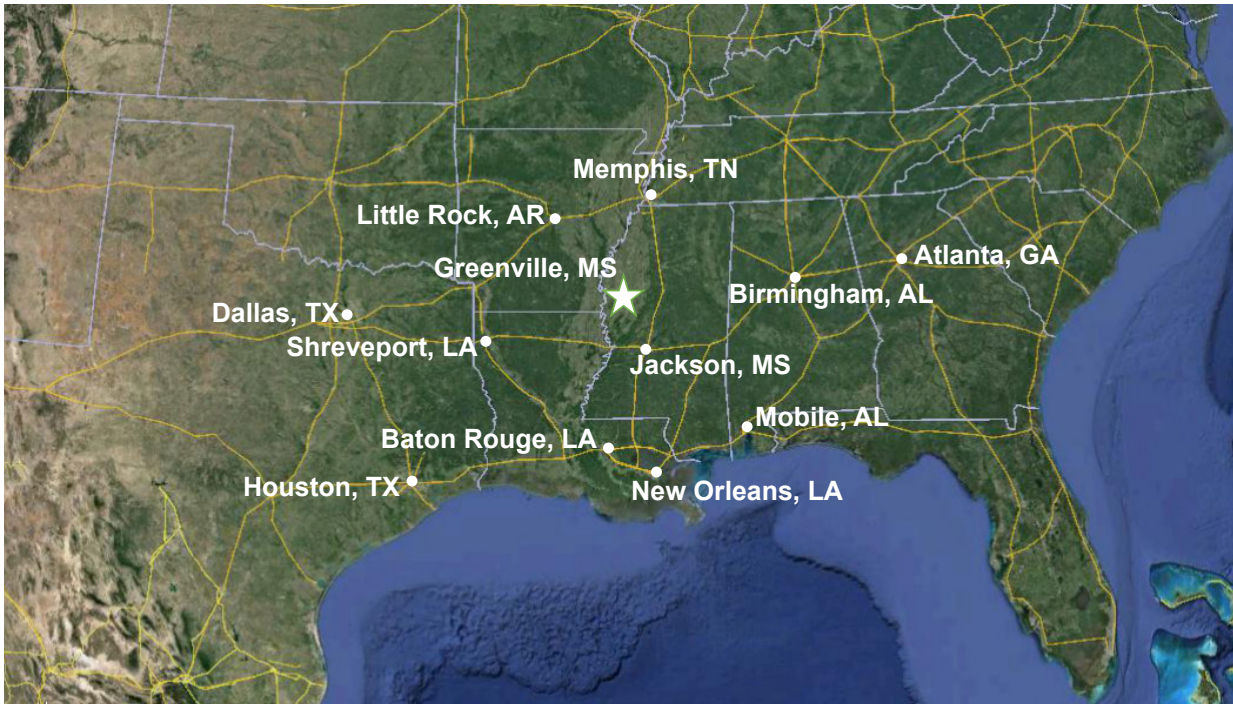 Memphis, TN
Little Rock, AR
Atlanta, GA
Greenville, MS
Birmingham, AL
Dallas, TX
Shreveport, LA
Jackson, MS
Mobile, AL
Baton Rouge, LA
Houston, TX
New Orleans, LA